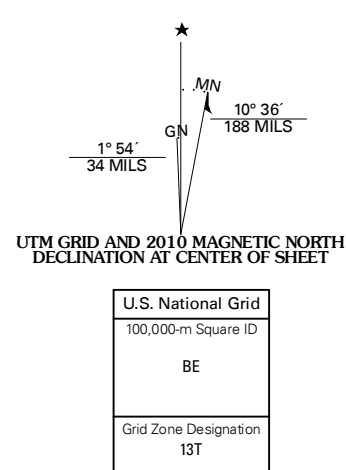 ★
MN
10° 36´
188 MILS
GN
1° 54´
34 MILS
UTM GRID AND 2010 MAGNETIC NORTH
DECLINATION AT CENTER OF SHEET
U.S. National Grid
100,000-m Square ID
BE
Grid Zone Designation
13T